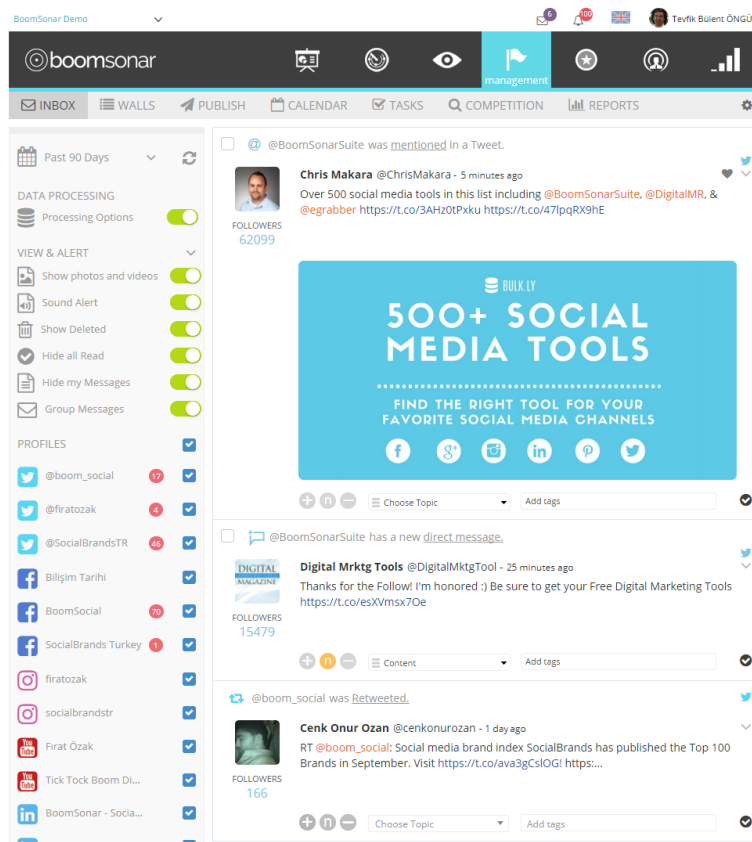 BoomSonar Demo
6
100
Tevfik Bülent ÖNGÜ
boomsonar
management
INBOX
WALLS
PUBLISH
CALENDAR
TASKS
COMPETITION
REPORTS
Past 90 Days
DATA PROCESSING
Processing Options
VIEW & ALERT
Show photos and videos
Sound Alert
Show Deleted
Hide all Read
Hide my Messages
Group Messages
PROFILES
@boom_social 17
@firatozak 4
@SocialBrandsTR 46
Bilişim Tarihi
BoomSocial 70
SocialBrands Turkey 1
firatozak
socialbrandstr
You Tube Fırat Özak
You Tube Tick Tock Boom Di...
in BoomSonar - Socia...
@BoomSonarSuite was mentioned in a Tweet.
Chris Makara @ChrisMakara - 5 minutes ago
Over 500 social media tools in this list including @BoomSonarSuite, @DigitalMR, &
@egrabber https://t.co/3AHz0tPxku https://t.co/47lpqRX9hE
FOLLOWERS
62099
BULK.LY
500+ SOCIAL
MEDIA TOOLS
FIND THE RIGHT TOOL FOR YOUR
FAVORITE SOCIAL MEDIA CHANNELS
n
Choose Topic
Add tags
@BoomSonarSuite has a new direct message.
DIGITAL
MAGAZINE
Digital Mrktg Tools @DigitalMktgTool - 25 minutes ago
Thanks for the Follow! I'm honored :) Be sure to get your Free Digital Marketing Tools
https://t.co/esXVmsx7Oe
FOLLOWERS
15479
n
Content
Add tags
@boom_social was Retweeted.
Cenk Onur Ozan @cenkonurozan - 1 day ago
RT @boom_social: Social media brand index SocialBrands has published the Top 100
Brands in September. Visit https://t.co/ava3gCslOG! https:...
FOLLOWERS
166
n
Choose Topic
Add tags